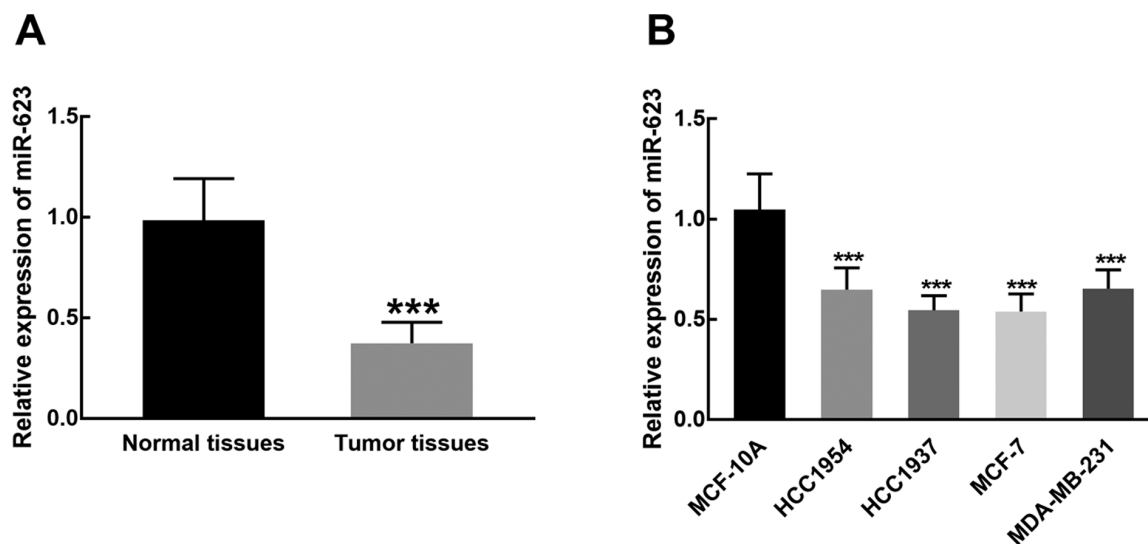 A
Relative expression of miR-623
1.5
1.0
0.5
0.0
***
Normal tissues
Tumor tissues
B
Relative expression of miR-623
1.5
1.0
0.5
0.0
***
***
***
***
MCF-10A
HCC1954
HCC1937
MCF-7
MDA-MB-231